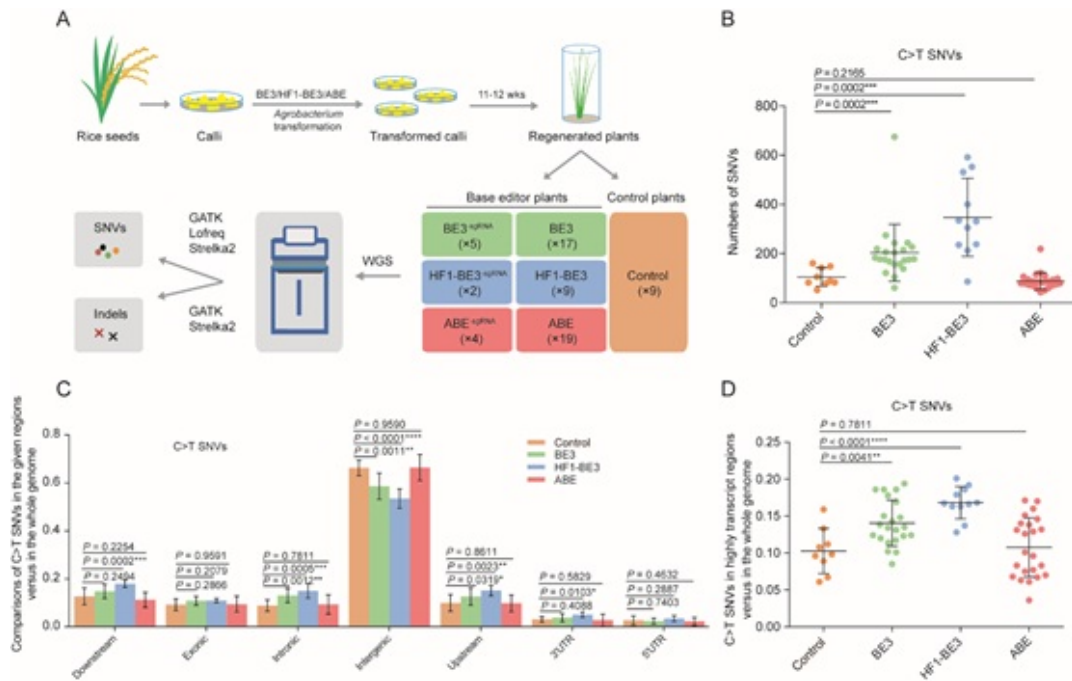 A
BE3/HF1-BE3/ABE
11-12 wks
Agrobacterium
transformation
Rice seeds
Calli
Transformed calli
Regenerated plants
Base editor plants
Control plants
SNVs
GATK
Lofreq
Strelka2
WGS
BE3+sgRNA
(×5)
BE3
(×17)
HF1-BE3+sgRNA
(×2)
HF1-BE3
(×9)
Control
(×9)
Indels
GATK
Strelka2
ABE+sgRNA
(×4)
ABE
(×19)
B
C>T SNVs
P = 0.2165
P = 0.0002***
P = 0.0002***
Numbers of SNVs
800
600
400
200
0
Control
BE3
HF1-BE3
ABE
C
C>T SNVs
Comparisons of C>T SNVs in the given regions
versus in the whole genome
0.8
0.6
0.4
0.2
0.0
P = 0.2254
P = 0.0002***
P = 0.2494
P = 0.9591
P = 0.2079
P = 0.2866
P = 0.7811
P = 0.0005***
P = 0.0012**
P = 0.9590
P < 0.0001****
P = 0.0011**
P = 0.8611
P = 0.0023**
P = 0.0319*
P = 0.5829
P = 0.0103*
P = 0.4088
P = 0.4632
P = 0.2887
P = 0.7403
Control
BE3
HF1-BE3
ABE
Downstream
Exonic
Intronic
Intergenic
Upstream
3'UTR
5'UTR
D
C>T SNVs
P = 0.7811
P < 0.0001****
P = 0.0041**
C>T SNVs in highly transcript regions
versus in the whole genome
0.25
0.20
0.15
0.10
0.05
0.00
Control
BE3
HF1-BE3
ABE